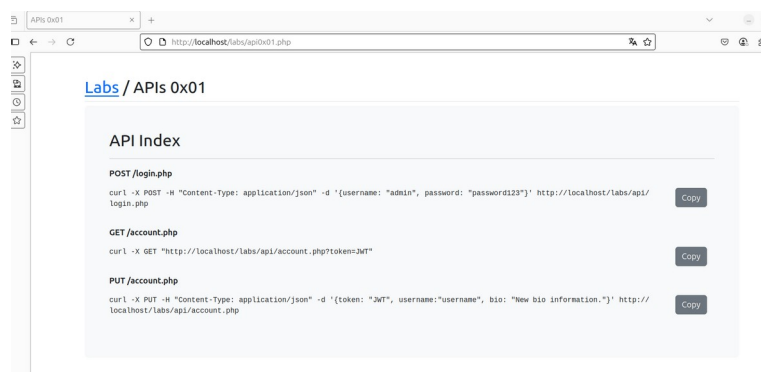 APIs 0x01
http://localhost/labs/api0x01.php
Labs / APIs 0x01
API Index
POST /login.php
curl -X POST -H "Content-Type: application/json" -d '{username: "admin", password: "password123"}' http://localhost/labs/api/
login.php
Copy
GET /account.php
curl -X GET "http://localhost/labs/api/account.php?token=JWT"
Copy
PUT /account.php
curl -X PUT -H "Content-Type: application/json" -d '{token: "JWT", username:"username", bio: "New bio information."}' http://
localhost/labs/api/account.php
Copy